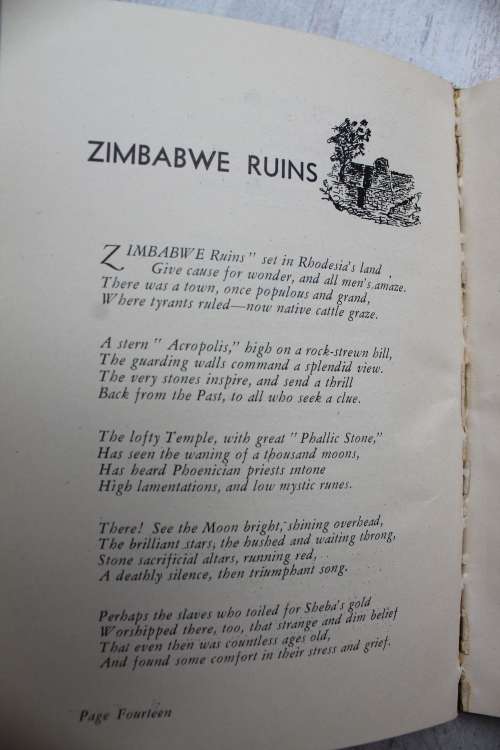 ZIMBABWE RUINS
ZIMBABWE Ruins" set in Rhodesia's land
Give cause for wonder, and all men's amaze.
There was a town, once populous and grand,
Where tyrants ruled—now native cattle graze.
A stern "Acropolis," high on a rock-strewn hill,
The guarding walls command a splendid view.
The very stones inspire, and send a thrill
Back from the Past, to all who seek a clue.
The lofty Temple, with great "Phallic Stone,"
Has seen the waning of a thousand moons,
Has heard Phoenician priests intone
High lamentations, and low mystic runes.
There! See the Moon bright, shining overhead,
The brilliant stars, the hushed and waiting throng,
Stone sacrificial altars, running red,
A deathly silence, then triumphant song.
Perhaps the slaves who toiled for Sheba's gold
Worshipped there, too, that strange and dim belief
That even then was countless ages old,
And found some comfort in their stress and grief.
Page Fourteen